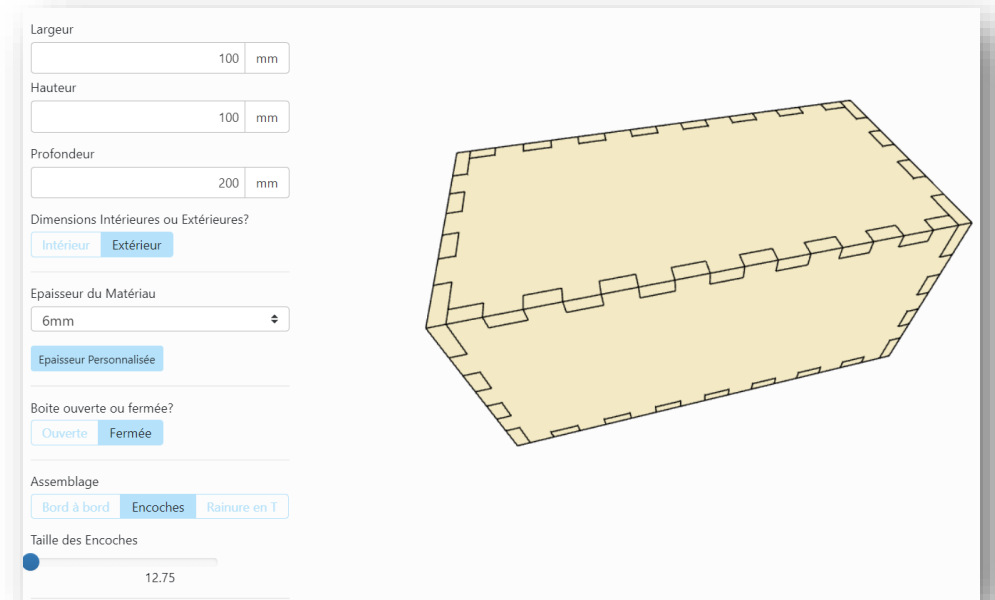 Largeur
100 mm
Hauteur
100 mm
Profondeur
200 mm
Dimensions Intérieures ou Extérieures?
Intérieur Extérieur
Epaisseur du Matériau
6mm
Epaisseur Personnalisée
Boite ouverte ou fermée?
Ouverte Fermée
Assemblage
Bord à bord Encoches Rainure en T
Taille des Encoches
12.75